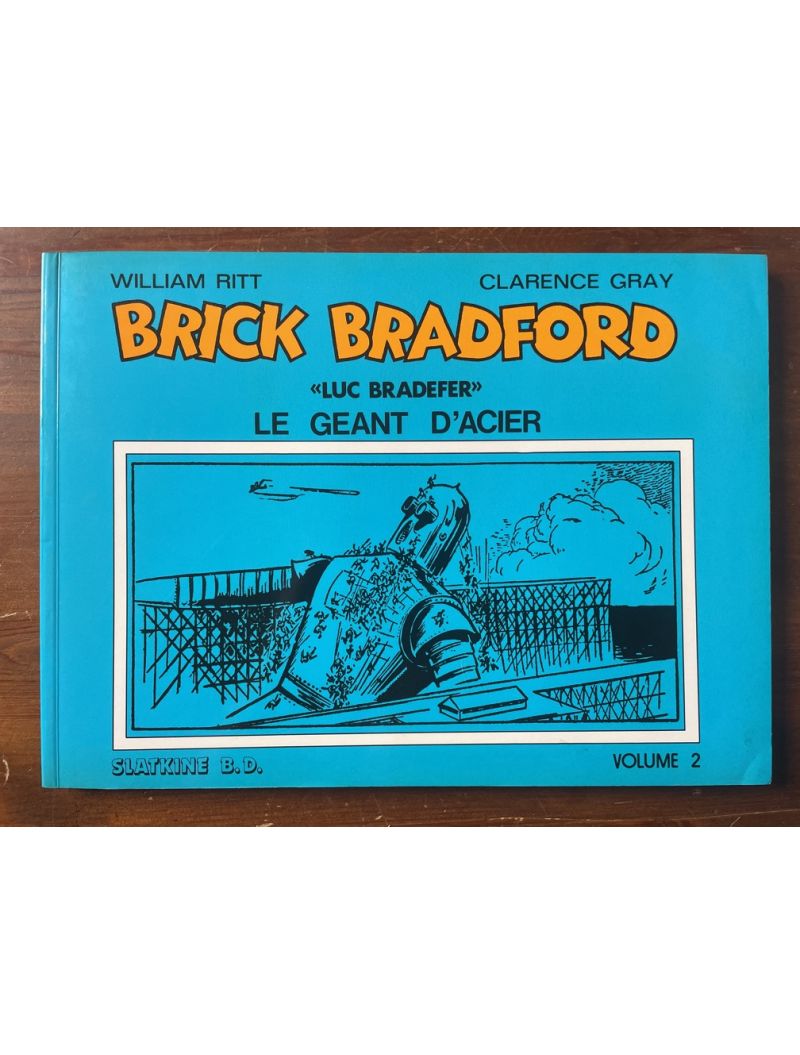 WILLIAM RITT CLARENCE GRAY
BRICK BRADFORD
«LUC BRADEFER»
LE GEANT D'ACIER
SLATKINE B.D. VOLUME 2